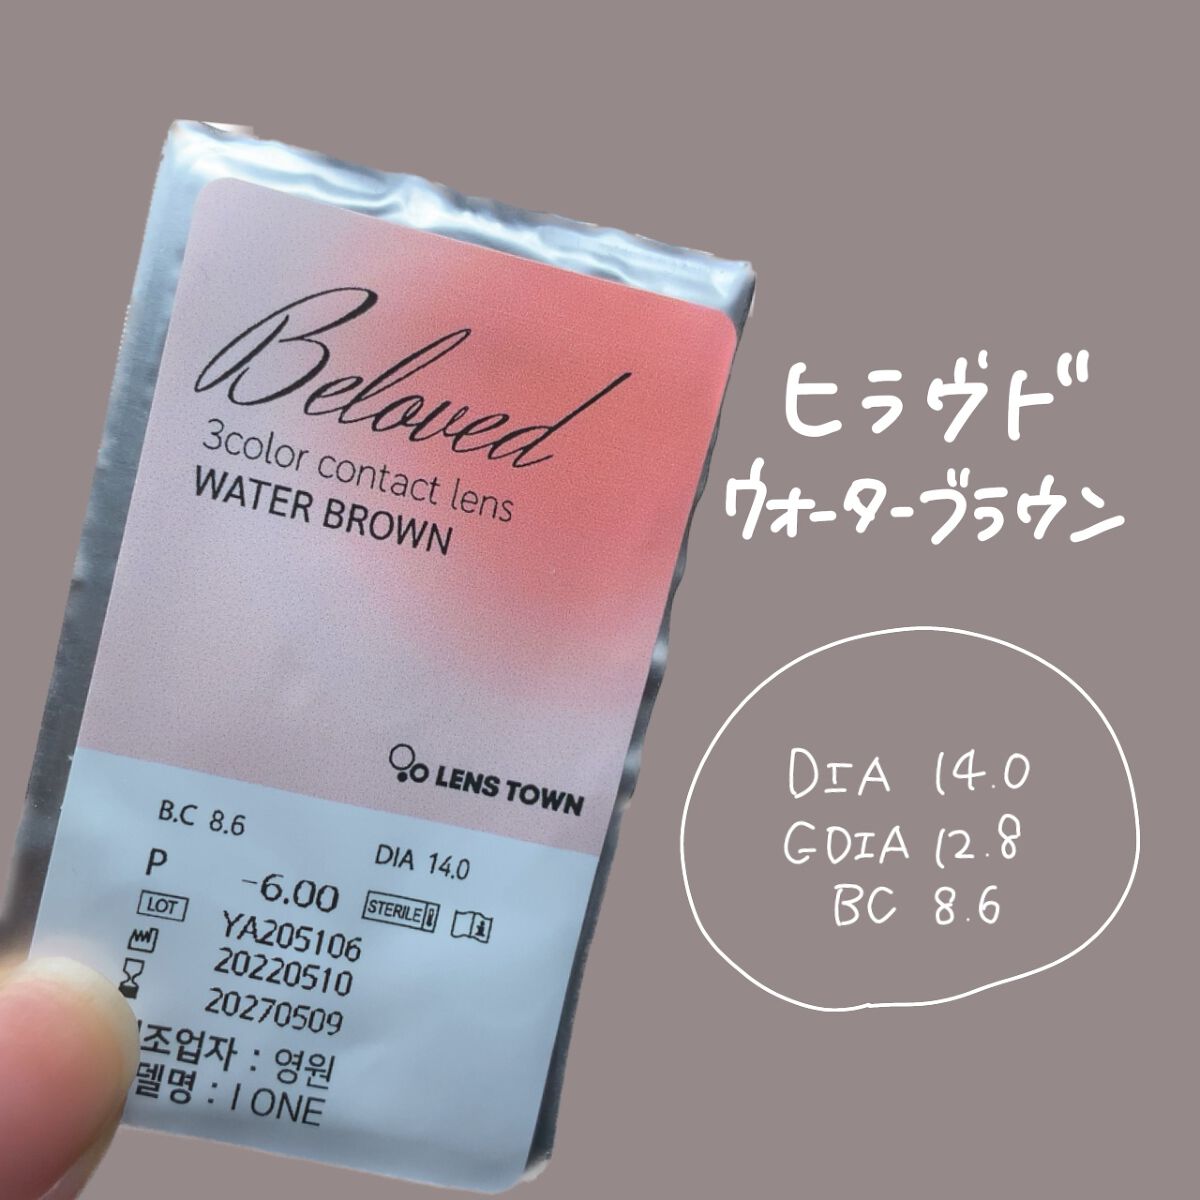 Beloved
3color contact lens
WATER BROWN
LENS TOWN
B.C 8.6
DIA 14.0
P -6.00
STERILE
LOT YA205106
20220510
20270509
조업자 : 영원
델명 : I ONE
ヒラヴド
ウォーターブラウン
DIA 14.0
GDIA 12.8
BC 8.6